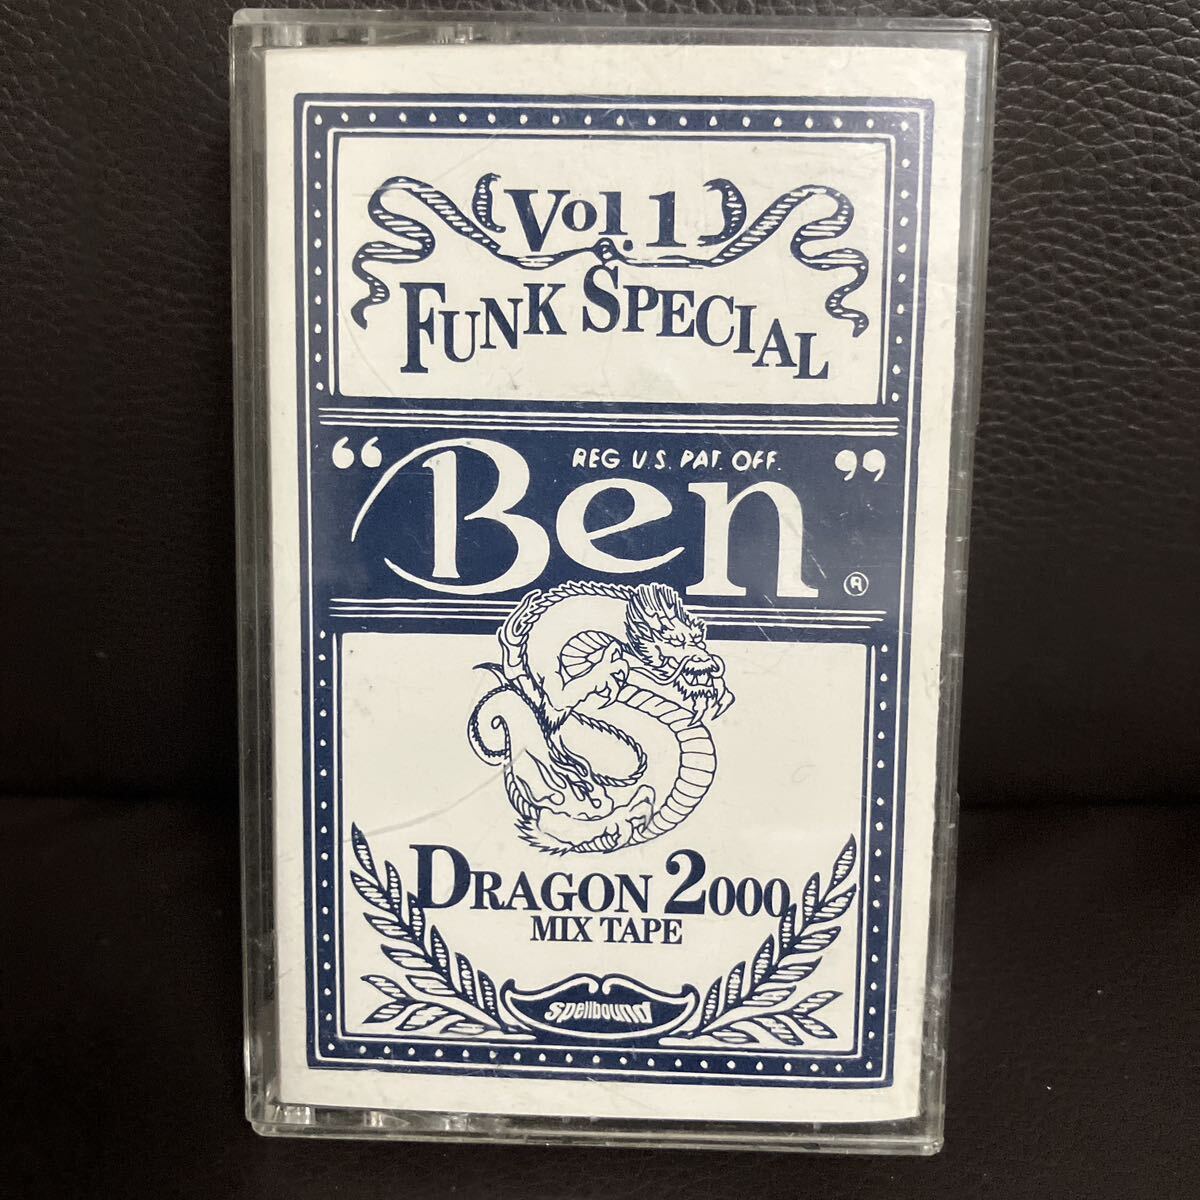 Vol.1
FUNK SPECIAL
REG U.S. PAT. OFF.
“Ben”®
DRAGON 2000
MIX TAPE
spellbound